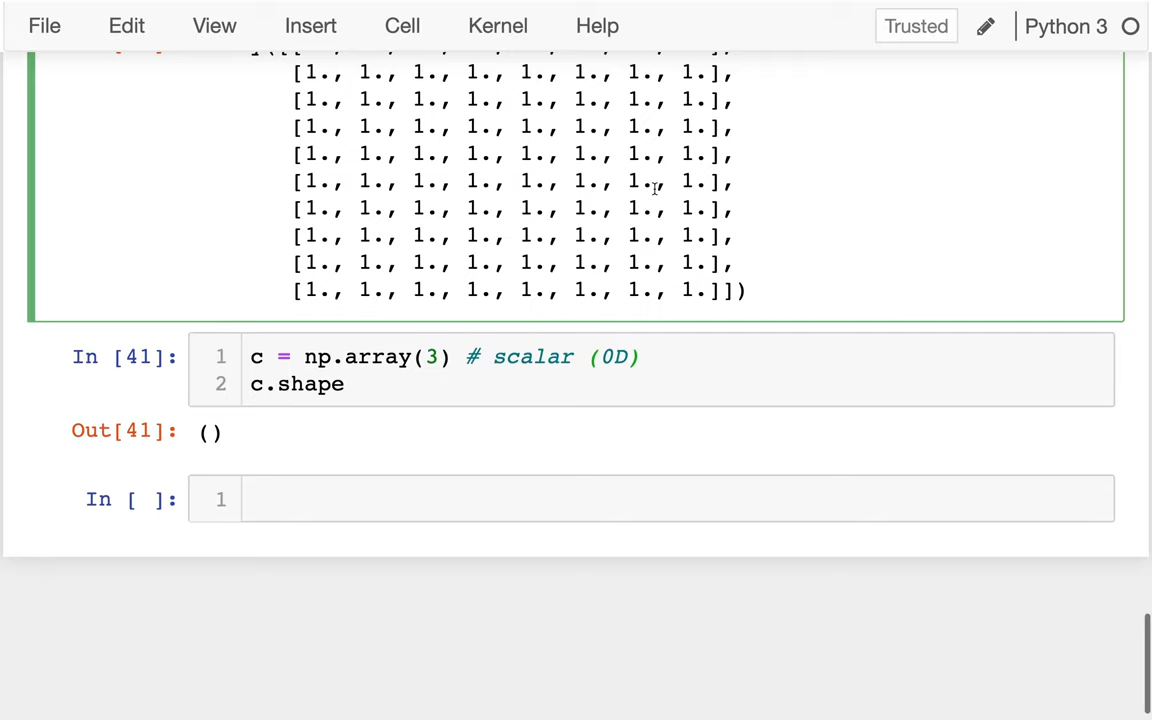 File Edit View Insert Cell Kernel Help Trusted Python 3
[1., 1., 1., 1., 1., 1., 1., 1.],
[1., 1., 1., 1., 1., 1., 1., 1.],
[1., 1., 1., 1., 1., 1., 1., 1.],
[1., 1., 1., 1., 1., 1., 1., 1.],
[1., 1., 1., 1., 1., 1., 1., 1.],
[1., 1., 1., 1., 1., 1., 1., 1.],
[1., 1., 1., 1., 1., 1., 1., 1.],
[1., 1., 1., 1., 1., 1., 1., 1.],
[1., 1., 1., 1., 1., 1., 1., 1.]])
In [41]: 1 c = np.array(3) # scalar (0D)
2 c.shape
Out[41]: ()
In [ ]: 1